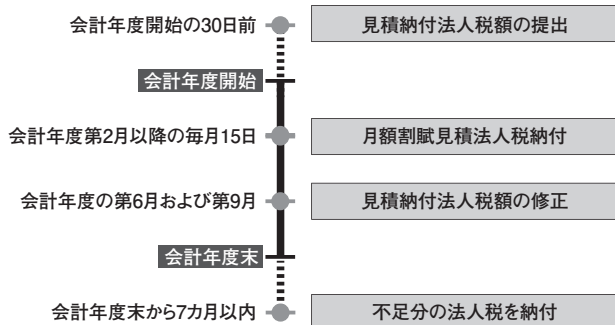 会計年度開始の30日前
見積納付法人税額の提出
会計年度開始
会計年度第2月以降の毎月15日
月額割賦見積法人税納付
会計年度の第6月および第9月
見積納付法人税額の修正
会計年度末
会計年度末から7カ月以内
不足分の法人税を納付